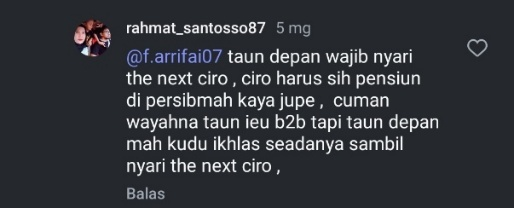 rahmat_santosso87 5 mg
@f.arrifai07 taun depan wajib nyari
the next ciro , ciro harus sih pensiun
di persibmah kaya jupe , cuman
wayahna taun ieu b2b tapi taun depan
mah kudu ikhlas seadanya sambil
nyari the next ciro ,
Balas